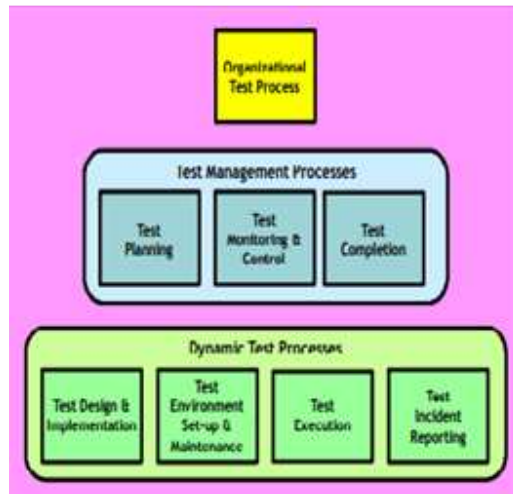 Organizational
Test Process
Test Management Processes
Test
Planning
Test
Monitoring &
Control
Test
Completion
Dynamic Test Processes
Test Design &
Implementation
Test
Environment
Set-up &
Maintenance
Test
Execution
Test
Incident
Reporting